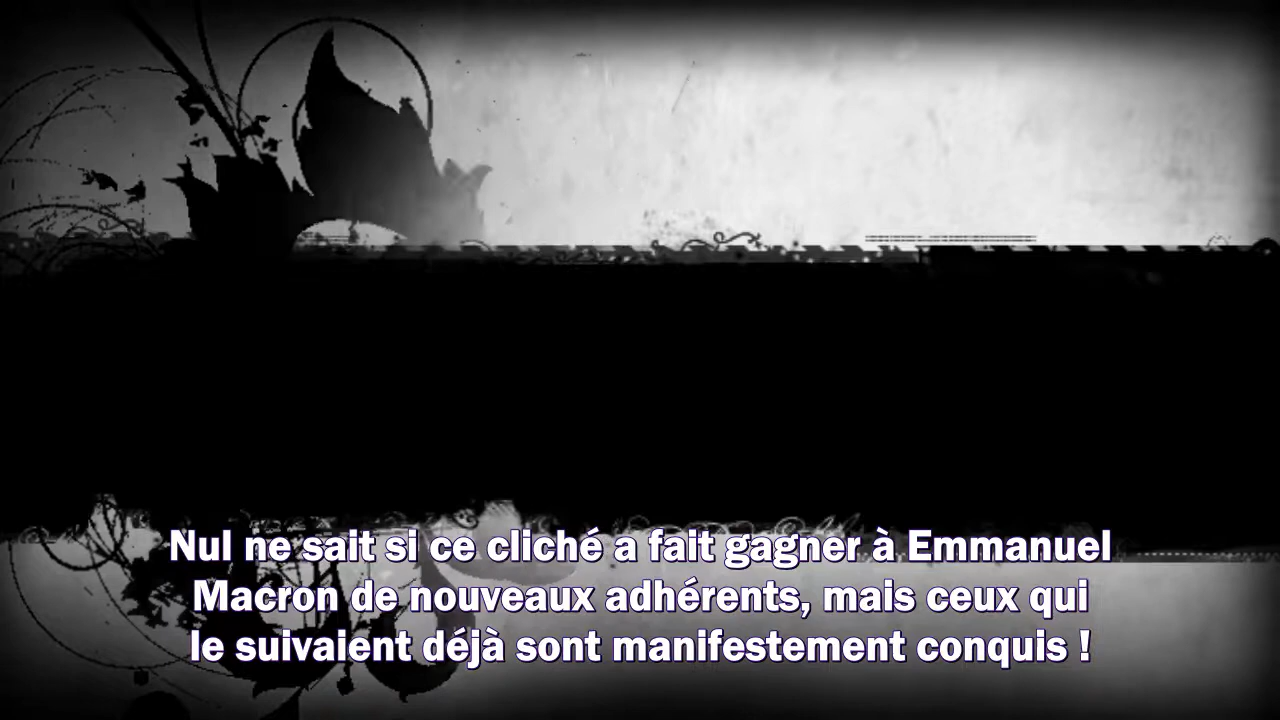 Nul ne sait si ce cliché a fait gagner à Emmanuel
Macron de nouveaux adhérents, mais ceux qui
le suivaient déjà sont manifestement conquis !